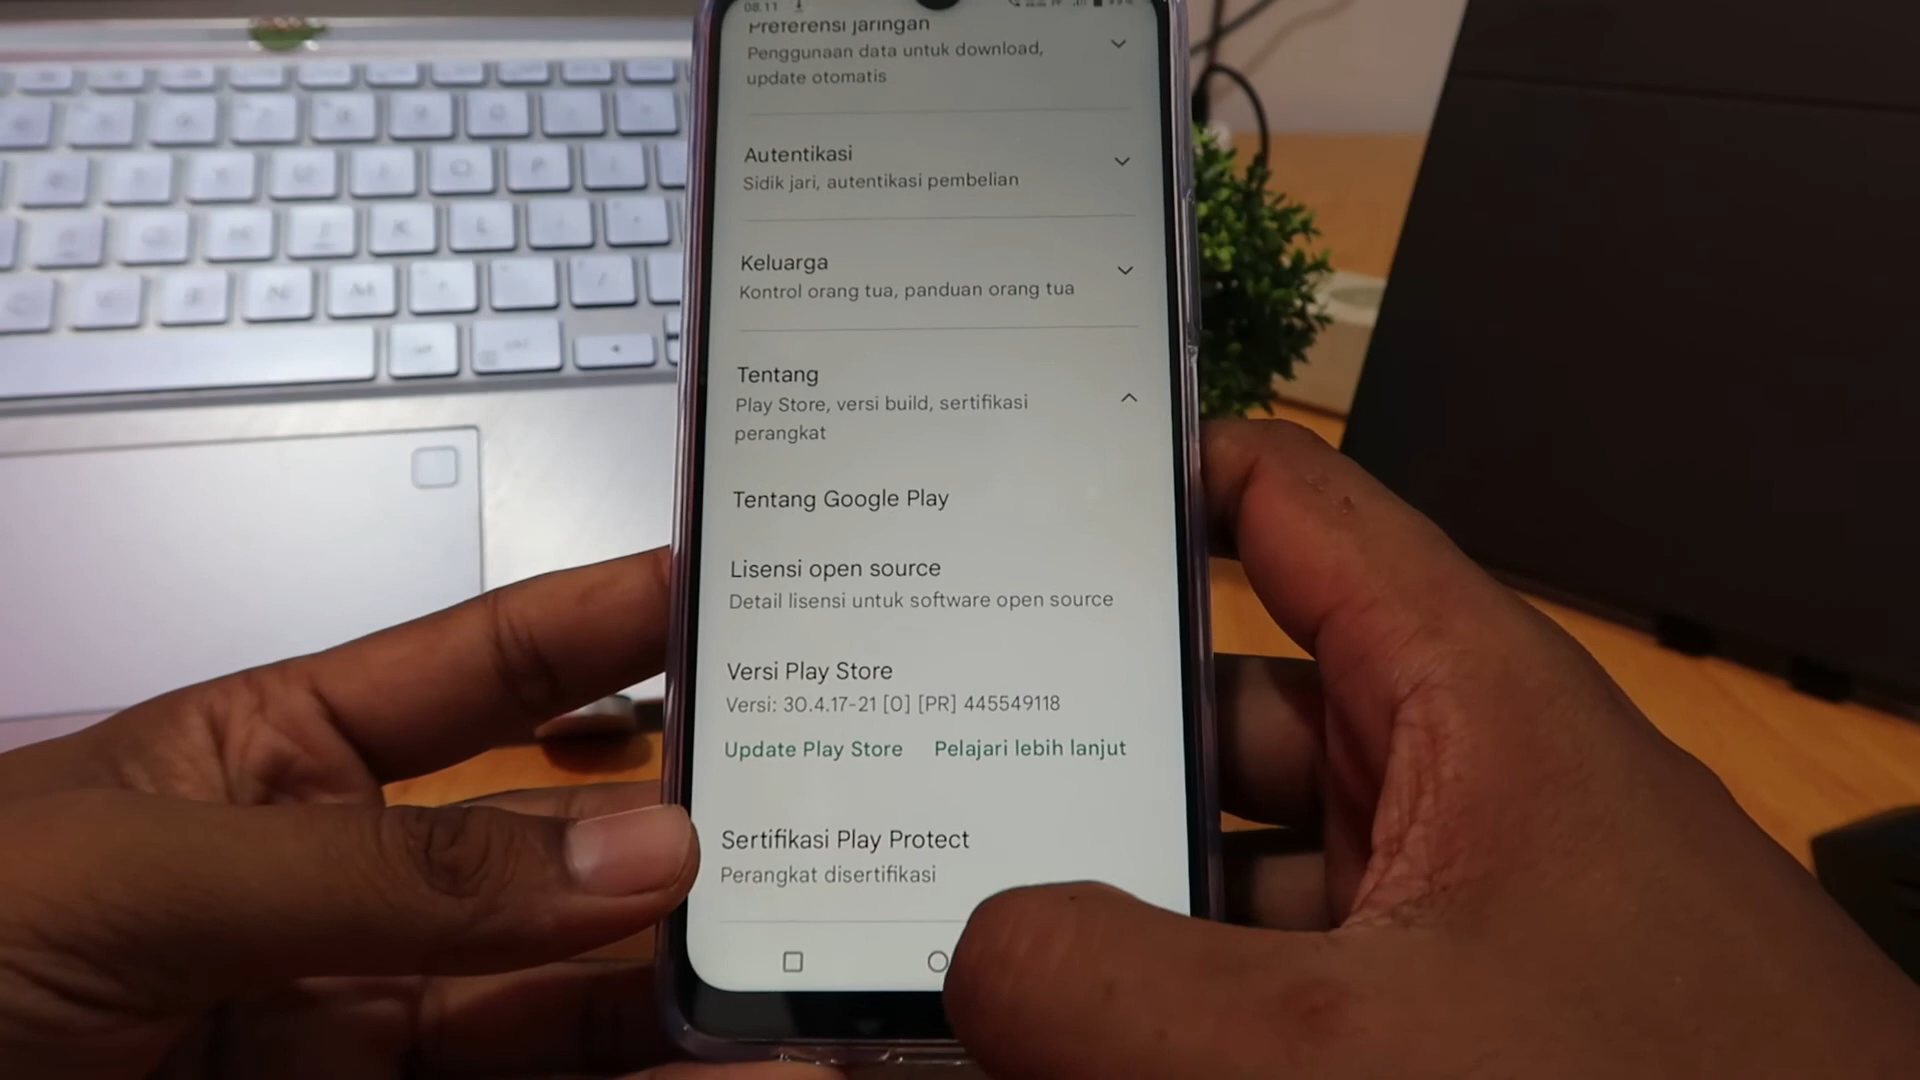 08.11
Preferensi jaringan
Penggunaan data untuk download,
update otomatis
Autentikasi
Sidik jari, autentikasi pembelian
Keluarga
Kontrol orang tua, panduan orang tua
Tentang
Play Store, versi build, sertifikasi
perangkat
Tentang Google Play
Lisensi open source
Detail lisensi untuk software open source
Versi Play Store
Versi: 30.4.17-21 [0] [PR] 445549118
Update Play Store Pelajari lebih lanjut
Sertifikasi Play Protect
Perangkat disertifikasi